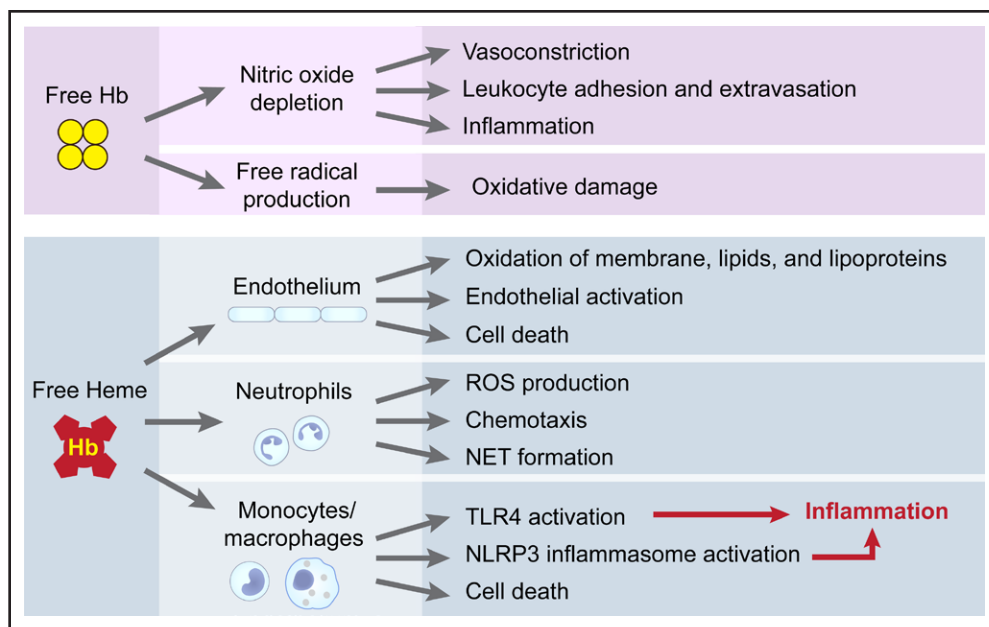 Free Hb
Nitric oxide
depletion
Vasoconstriction
Leukocyte adhesion and extravasation
Inflammation
Free radical
production
Oxidative damage
Free Heme
Hb
Endothelium
Oxidation of membrane, lipids, and lipoproteins
Endothelial activation
Cell death
Neutrophils
ROS production
Chemotaxis
NET formation
Monocytes/
macrophages
TLR4 activation
Inflammation
NLRP3 inflammasome activation
Cell death